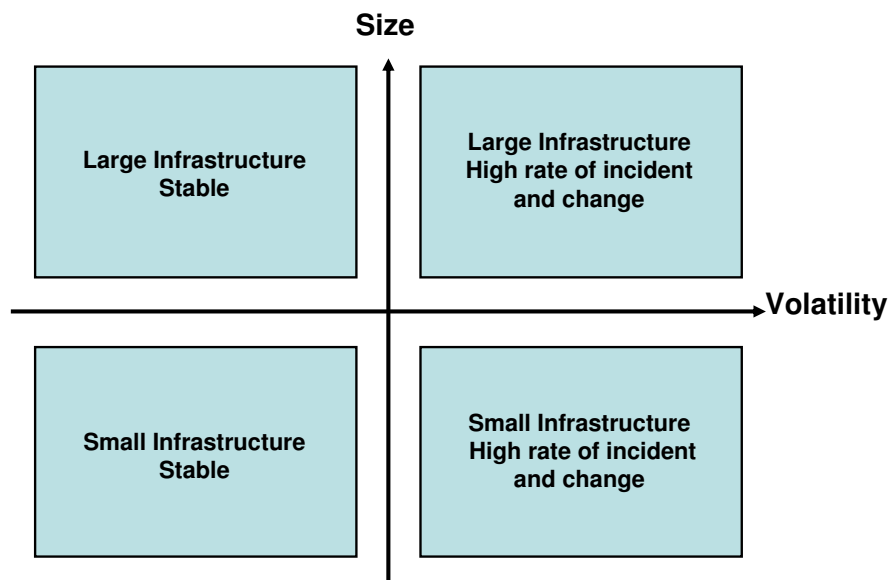 Size
Large Infrastructure
Stable
Large Infrastructure
High rate of incident
and change
Volatility
Small Infrastructure
Stable
Small Infrastructure
High rate of incident
and change